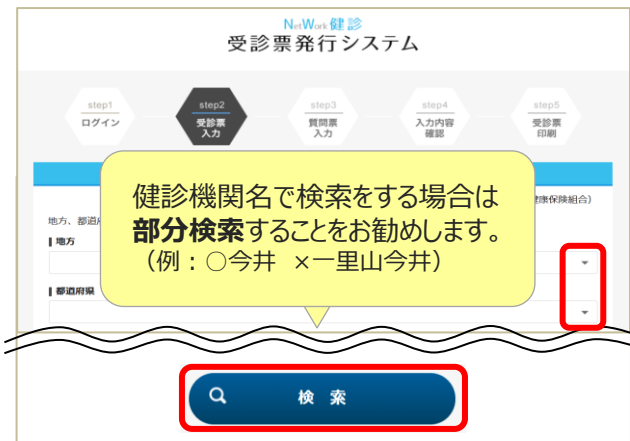 NetWork健診
受診票発行システム
step1
ログイン
step2
受診票
入力
step3
質問票
入力
step4
入力内容
確認
step5
受診票
印刷
健康保険組合)
地方、都道
地方
都道府県
健診機関名で検索をする場合は
部分検索することをお勧めします。
(例：○今井 ×一里山今井)
検 索